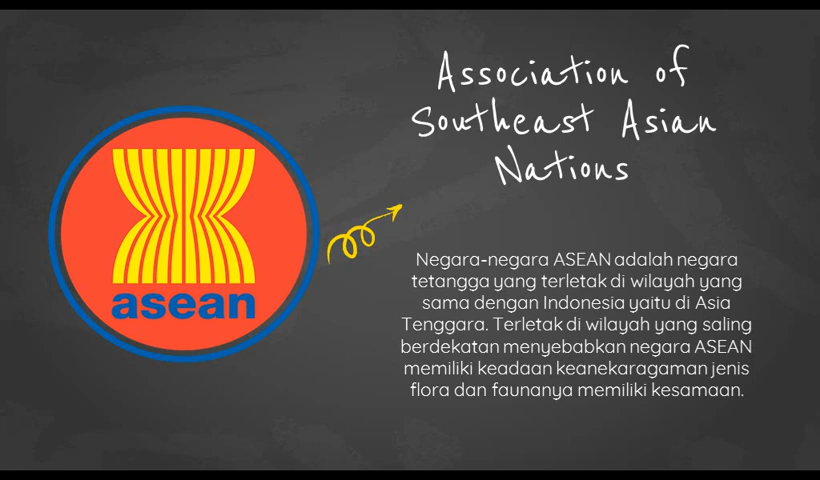 Association of
Southeast Asian
Nations
asean
Negara-negara ASEAN adalah negara
tetangga yang terletak di wilayah yang
sama dengan Indonesia yaitu di Asia
Tenggara. Terletak di wilayah yang saling
berdekatan menyebabkan negara ASEAN
memiliki keadaan keanekaragaman jenis
flora dan faunanya memiliki kesamaan.